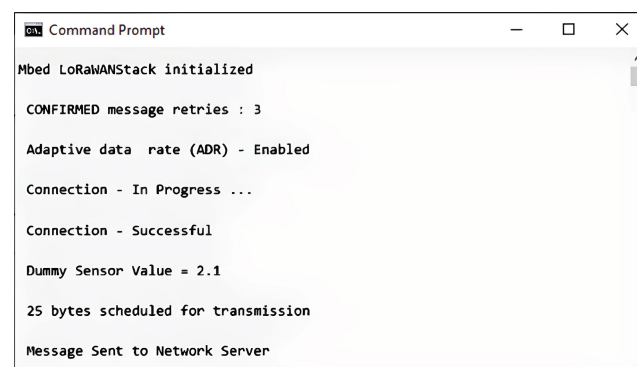 C:\. Command Prompt
Mbed LoRaWANStack initialized
CONFIRMED message retries : 3
Adaptive data  rate (ADR) - Enabled
Connection - In Progress ...
Connection - Successful
Dummy Sensor Value = 2.1
25 bytes scheduled for transmission
Message Sent to Network Server